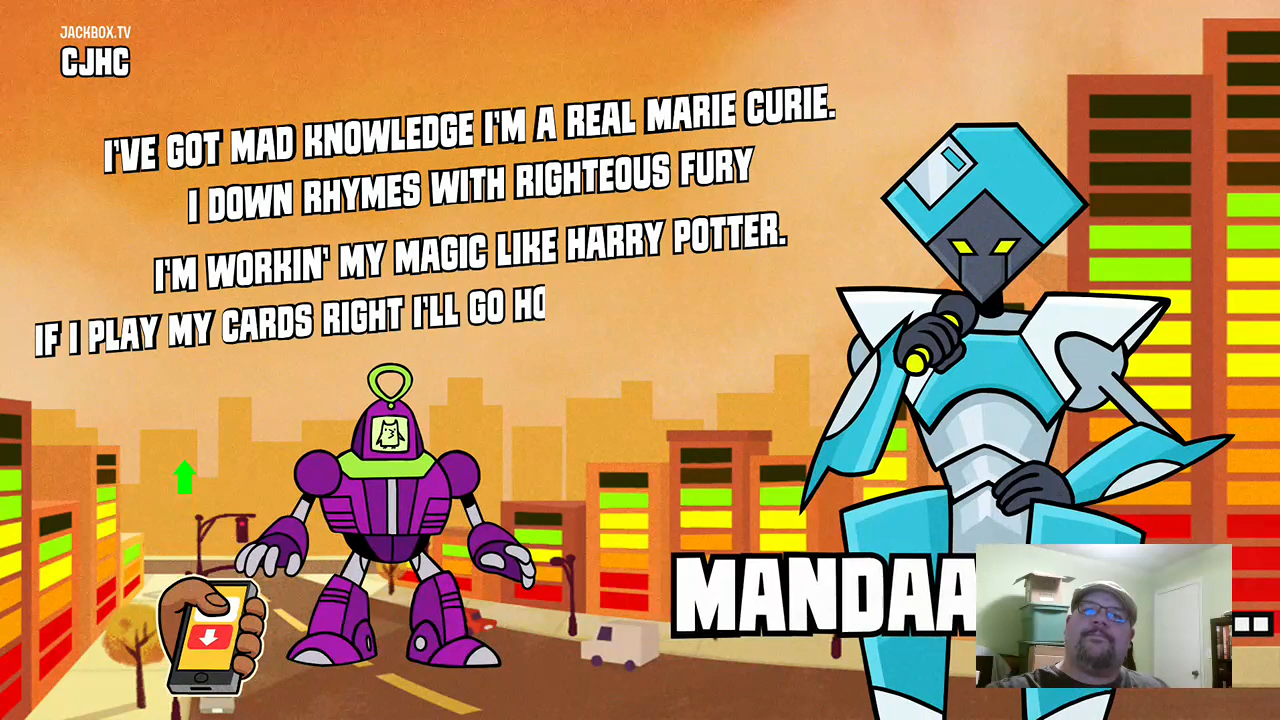 JACKBOX.TV
CJHC
I'VE GOT MAD KNOWLEDGE I'M A REAL MARIE CURIE.
I DOWN RHYMES WITH RIGHTEOUS FURY
I'M WORKIN' MY MAGIC LIKE HARRY POTTER.
IF I PLAY MY CARDS RIGHT I'LL GO HO
MANDAA